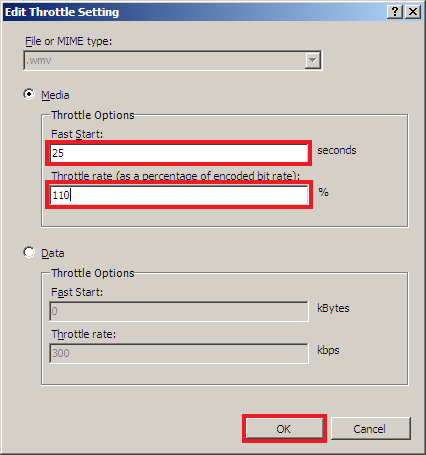 Edit Throttle Setting
File or MIME type:
.wmv
Media
Throttle Options
Fast Start:
25
seconds
Throttle rate (as a percentage of encoded bit rate):
110
%
Data
Throttle Options
Fast Start:
0
kBytes
Throttle rate:
300
kbps
OK
Cancel